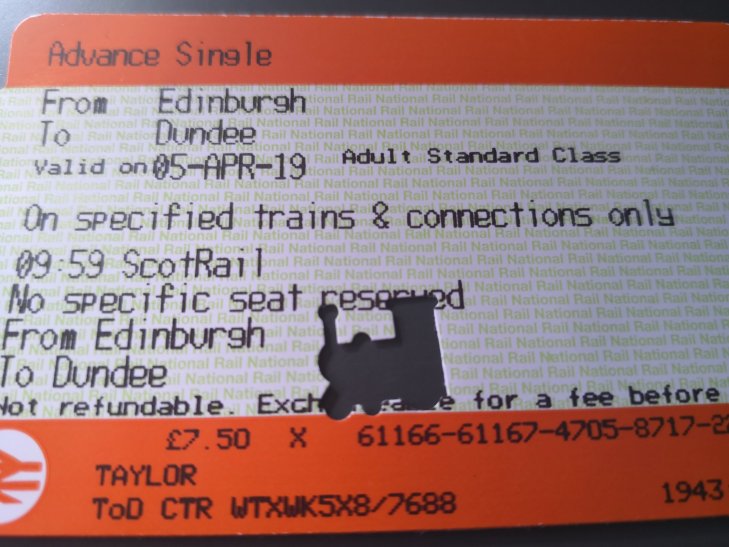 Advance Single
From Edinburgh
To Dundee
Valid on 05-APR-19 Adult Standard Class
On specified trains & connections only
09:59 ScotRail
No specific seat reserved
From Edinburgh
To Dundee
Not refundable. for a fee before
£7.50 X 61166-61167-4705-8717-22
TAYLOR
ToD CTR WTXWK5X8/7688 1943